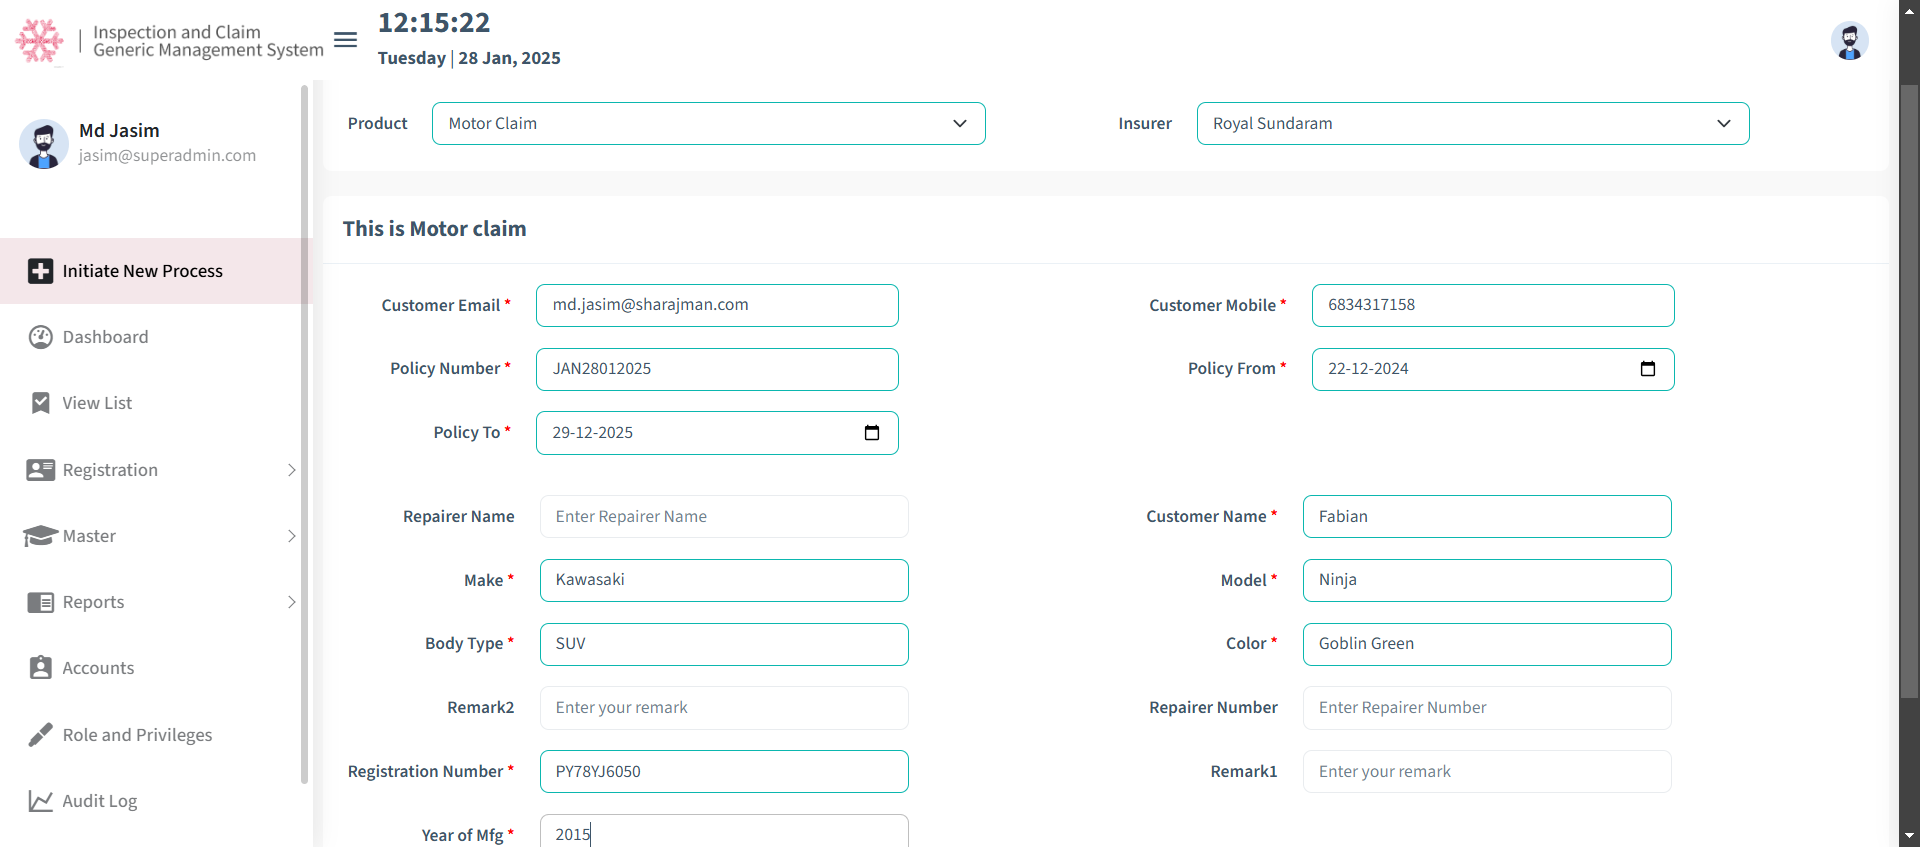 Inspection and Claim
Generic Management System
12:15:22
Tuesday | 28 Jan, 2025
Md Jasim
jasim@superadmin.com
Initiate New Process
Dashboard
View List
Registration
Master
Reports
Accounts
Role and Privileges
Audit Log
Product Motor Claim Insurer Royal Sundaram
This is Motor claim
Customer Email * md.jasim@sharajman.com Customer Mobile * 6834317158
Policy Number * JAN28012025 Policy From * 22-12-2024
Policy To * 29-12-2025
Repairer Name Enter Repairer Name Customer Name * Fabian
Make * Kawasaki Model * Ninja
Body Type * SUV Color * Goblin Green
Remark2 Enter your remark Repairer Number Enter Repairer Number
Registration Number * PY78YJ6050 Remark1 Enter your remark
Year of Mfg * 2015